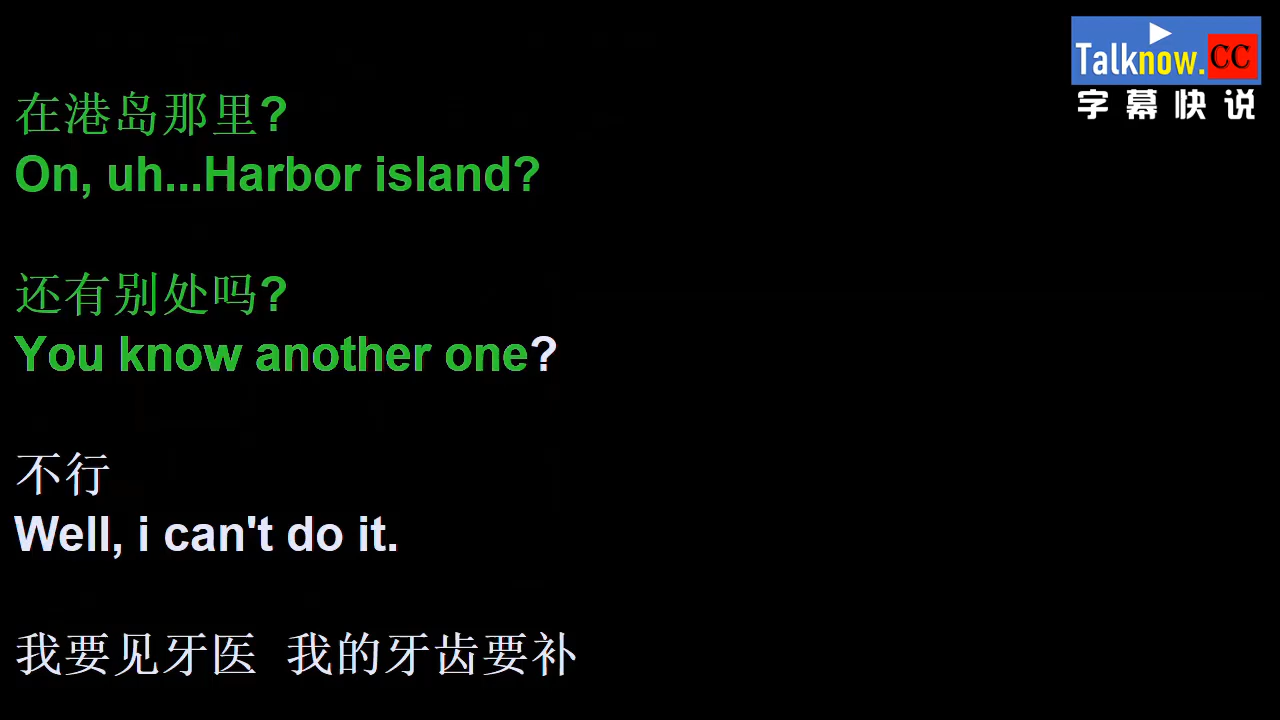 Talknow.CC
字幕快说
在港岛那里?
On, uh...Harbor island?
还有别处吗?
You know another one?
不行
Well, i can't do it.
我要见牙医 我的牙齿要补